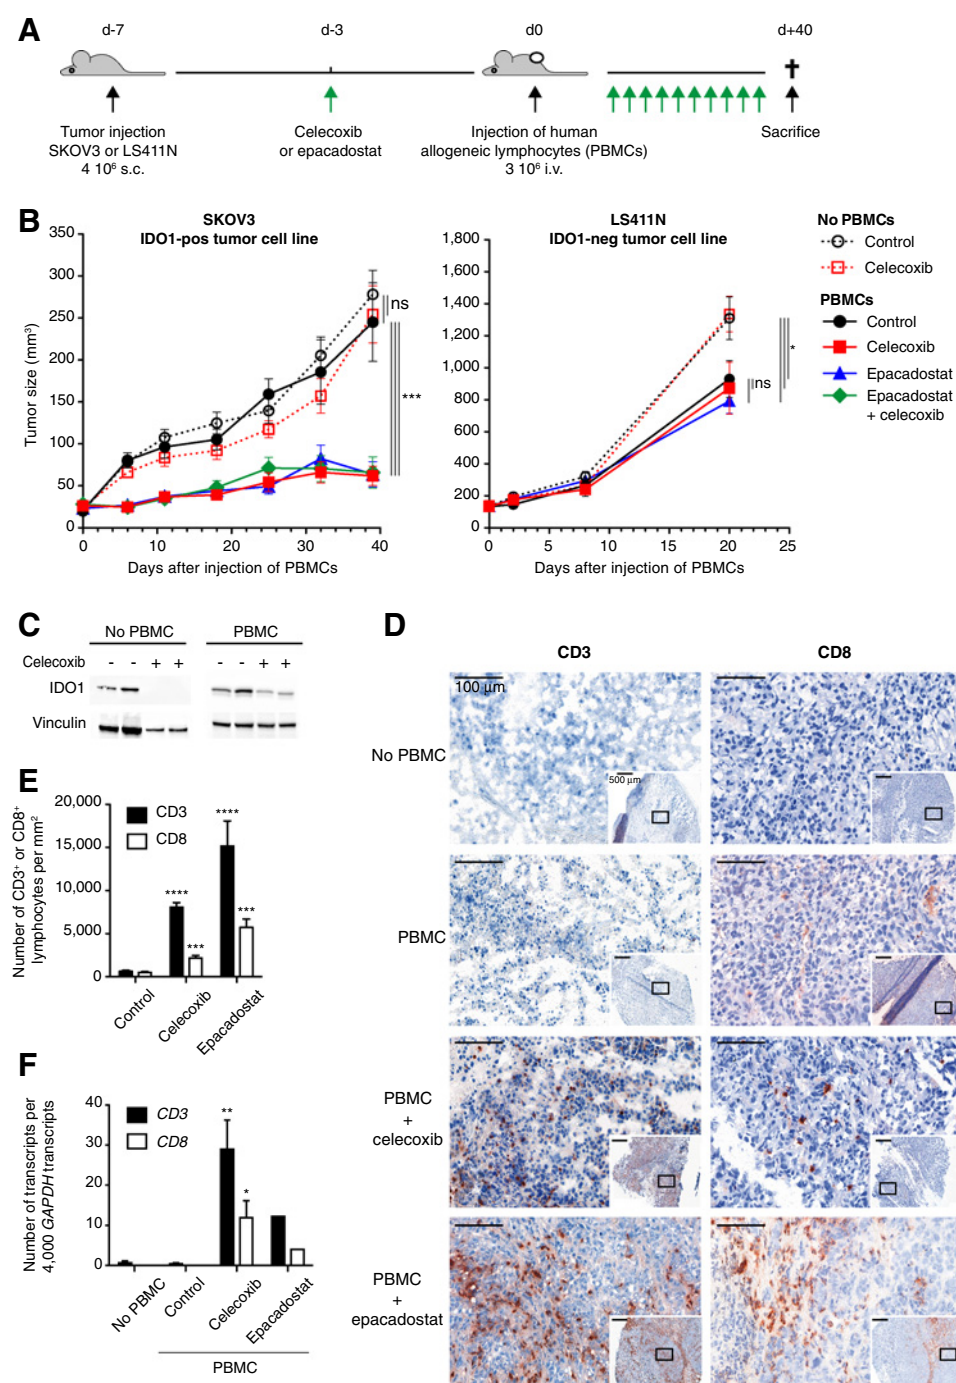 A
d-7
d-3
d0
d+40
Tumor injection
SKOV3 or LS411N
4 10⁶ s.c.
Celecoxib
or epacadostat
Injection of human
allogeneic lymphocytes (PBMCs)
3 10⁶ i.v.
Sacrifice
B
SKOV3
IDO1-pos tumor cell line
Tumor size (mm³)
350
300
250
200
150
100
50
0
0
10
20
30
40
Days after injection of PBMCs
ns
***
LS411N
IDO1-neg tumor cell line
1,800
1,600
1,400
1,200
1,000
800
600
400
200
0
0
5
10
15
20
25
Days after injection of PBMCs
ns
*
No PBMCs
Control
Celecoxib
PBMCs
Control
Celecoxib
Epacadostat
Epacadostat
+ celecoxib
C
No PBMC
PBMC
Celecoxib
- - + +
- - + +
IDO1
Vinculin
D
CD3
CD8
100 µm
500 µm
No PBMC
PBMC
PBMC
+
celecoxib
PBMC
+
epacadostat
E
Number of CD3⁺ or CD8⁺
lymphocytes per mm²
20,000
15,000
10,000
5,000
0
CD3
CD8
****
***
****
***
Control
Celecoxib
Epacadostat
F
Number of transcripts per
4,000 GAPDH transcripts
40
30
20
10
0
CD3
CD8
**
*
No PBMC
Control
Celecoxib
Epacadostat
PBMC